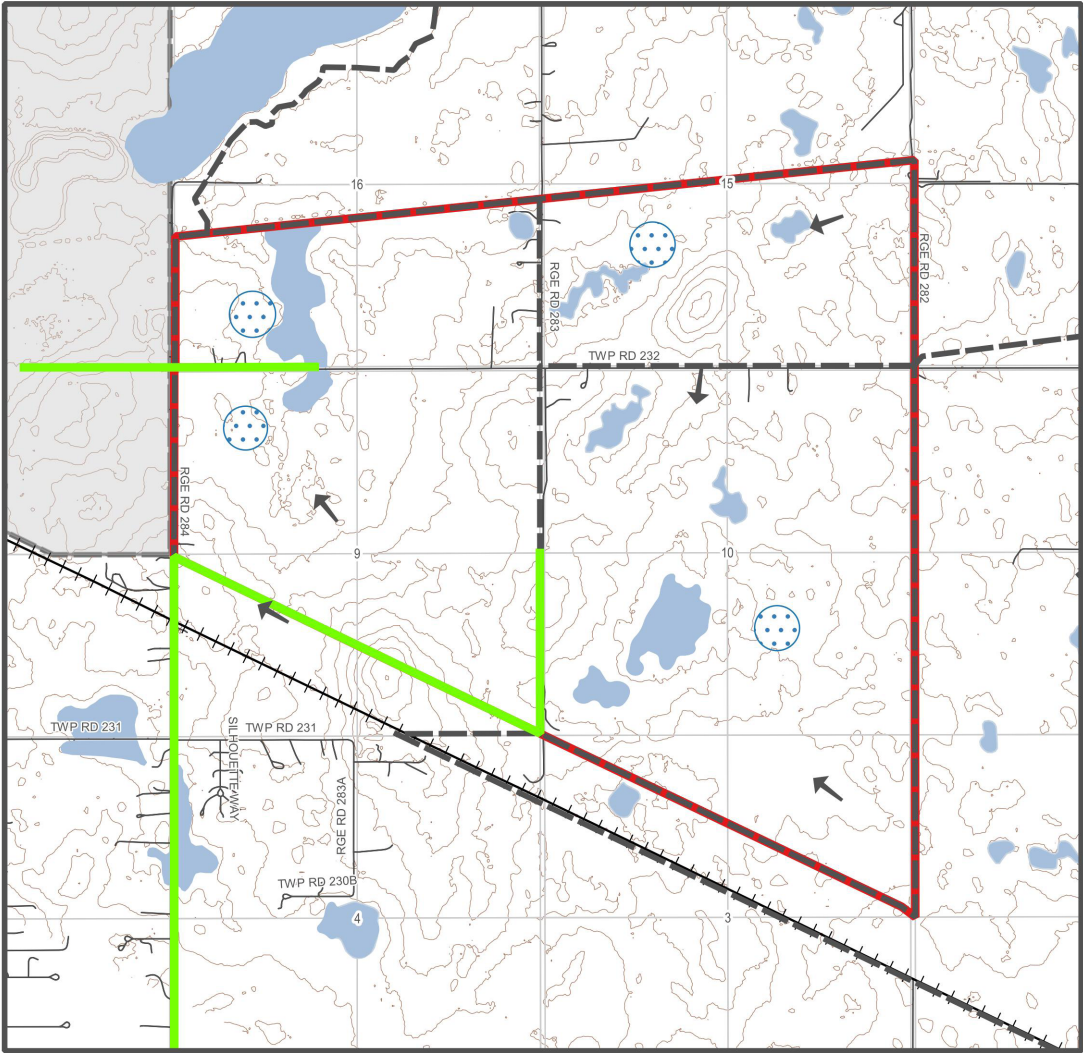 16
15
RGE RD 283
RGE RD 282
TWP RD 232
RGE RD 284
9
10
TWP RD 231
SILHOUETTE WAY
TWP RD 231
RGE RD 283A
TWP RD 230B
4
3